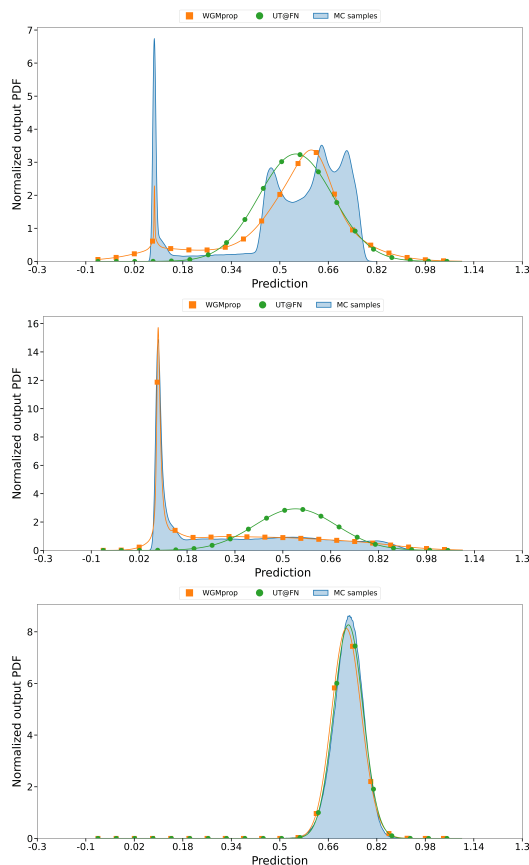 WGMprop UT@FN MC samples
Normalized output PDF
7
6
5
4
3
2
1
0
-0.3 -0.1 0.02 0.18 0.34 0.5 0.66 0.82 0.98 1.14 1.3
Prediction
WGMprop UT@FN MC samples
Normalized output PDF
16
14
12
10
8
6
4
2
0
-0.3 -0.1 0.02 0.18 0.34 0.5 0.66 0.82 0.98 1.14 1.3
Prediction
WGMprop UT@FN MC samples
Normalized output PDF
8
6
4
2
0
-0.3 -0.1 0.02 0.18 0.34 0.5 0.66 0.82 0.98 1.14 1.3
Prediction